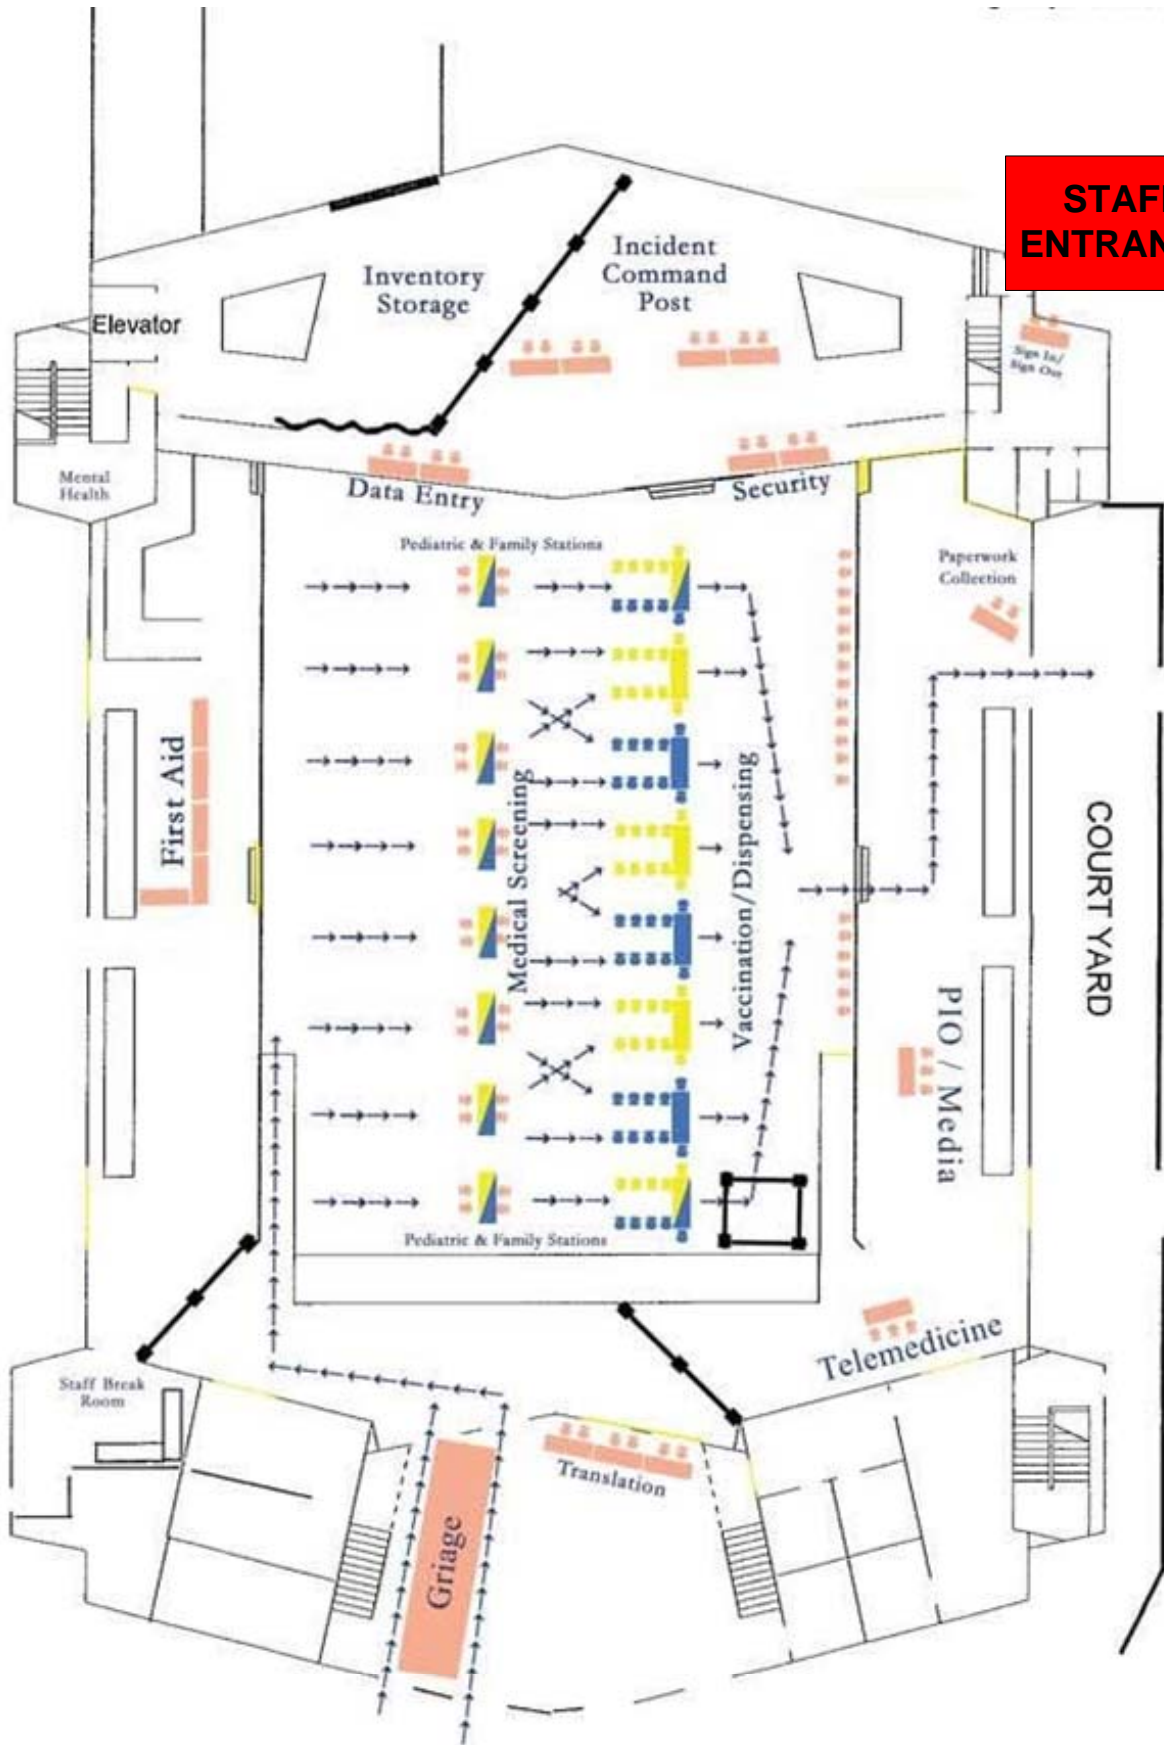 STAF
ENTRAN
Inventory
Storage
Incident
Command
Post
Elevator
Sign In/
Sign Out
Mental
Health
Data Entry
Security
Pediatric & Family Stations
Paperwork
Collection
First Aid
Medical Screening
Vaccination/Dispensing
COURT YARD
PIO / Media
Pediatric & Family Stations
Telemedicine
Staff Break
Room
Translation
Griage